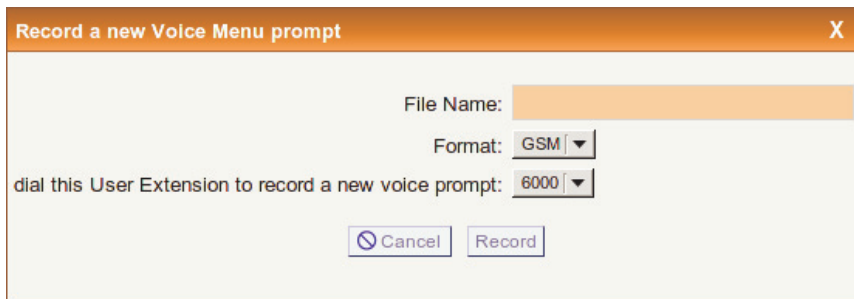 Record a new Voice Menu prompt X
File Name:
Format: GSM
dial this User Extension to record a new voice prompt: 6000
Cancel Record